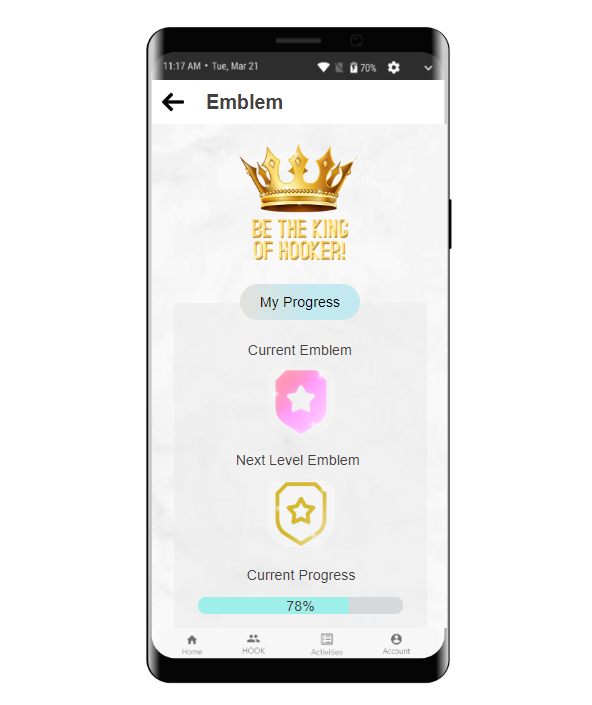 11:17 AM • Tue, Mar 21
70%
Emblem
BE THE KING
OF HOOKER!
My Progress
Current Emblem
Next Level Emblem
Current Progress
78%
Home
HOOK
Activities
Account